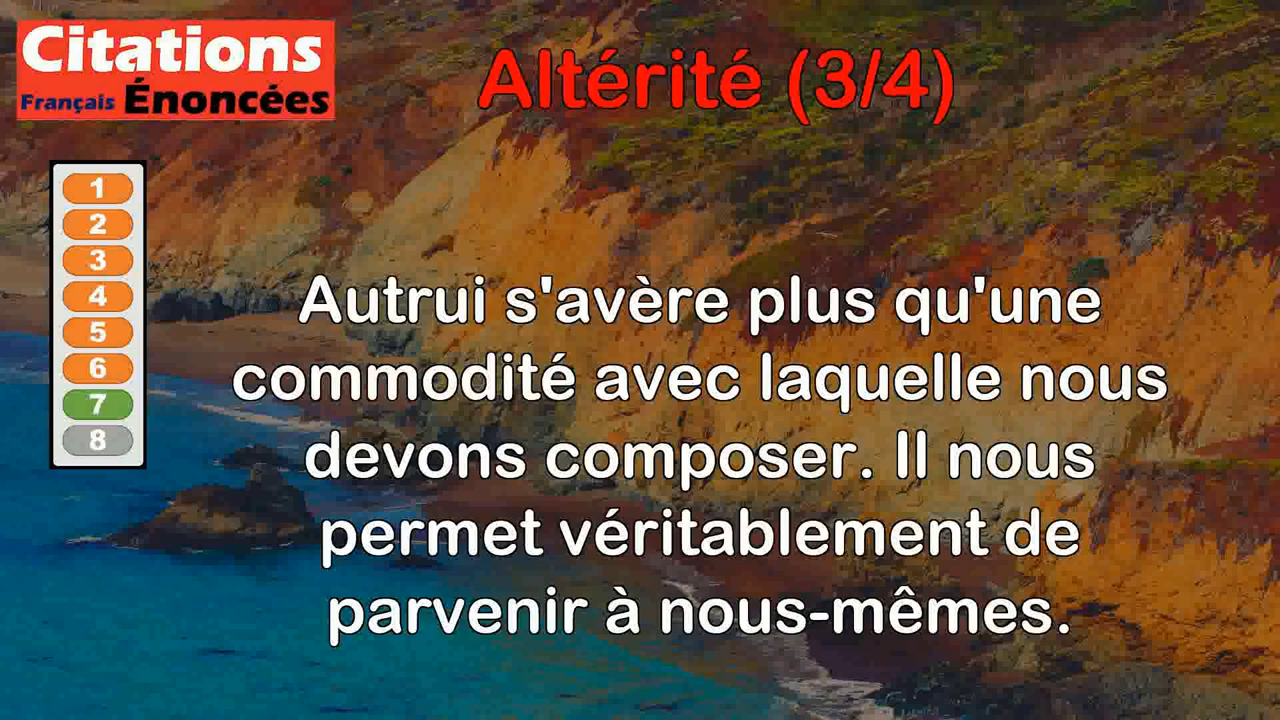 Citations
Français Énoncées
Altérité (3/4)
1
2
3
4
5
6
7
8
Autrui s'avère plus qu'une
commodité avec laquelle nous
devons composer. Il nous
permet véritablement de
parvenir à nous-mêmes.